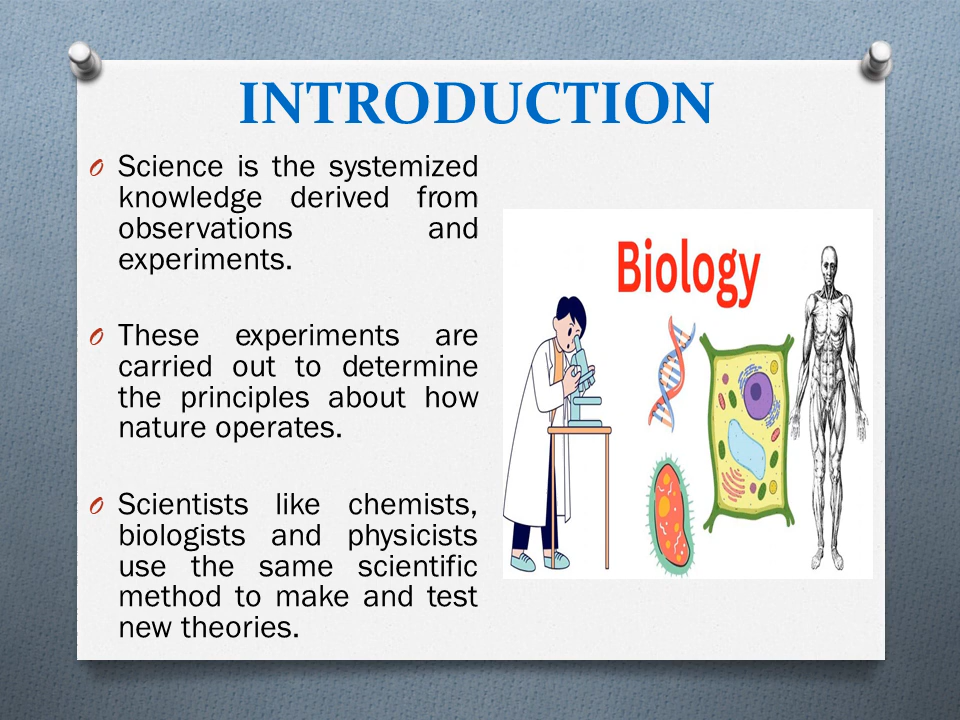 INTRODUCTION
Science is the systemized
knowledge derived from
observations and
experiments.
These experiments are
carried out to determine
the principles about how
nature operates.
Scientists like chemists,
biologists and physicists
use the same scientific
method to make and test
new theories.
Biology